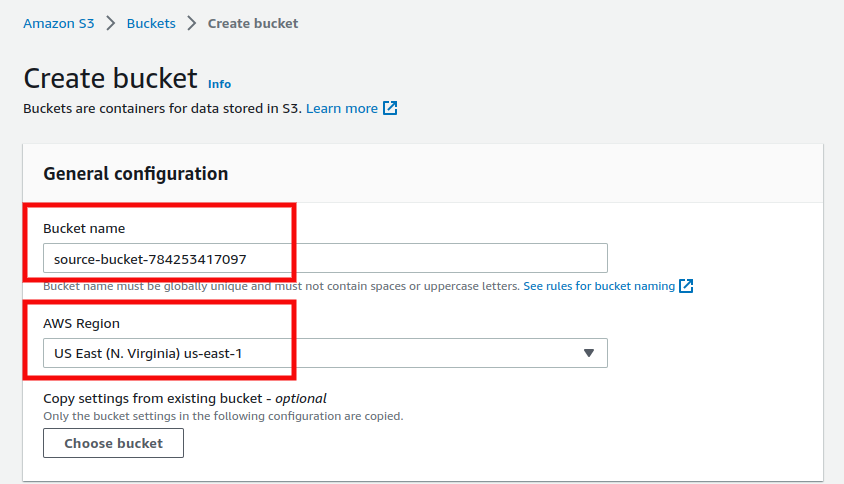 Amazon S3 > Buckets > Create bucket
Create bucket Info
Buckets are containers for data stored in S3. Learn more
General configuration
Bucket name
source-bucket-784253417097
Bucket name must be globally unique and must not contain spaces or uppercase letters. See rules for bucket naming
AWS Region
US East (N. Virginia) us-east-1
Copy settings from existing bucket - optional
Only the bucket settings in the following configuration are copied.
Choose bucket